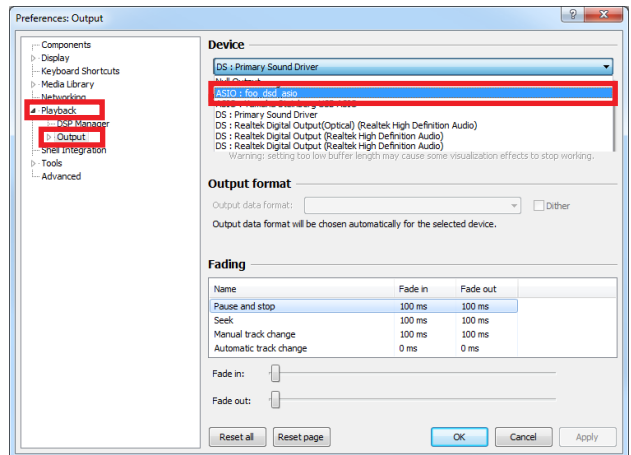 Preferences: Output
Components
Display
Keyboard Shortcuts
Media Library
Networking
Playback
DSP Manager
Output
Shell Integration
Tools
Advanced
Device
DS : Primary Sound Driver
Null Output
ASIO : foo_dsd_asio
ASIO : Yamaha Steinberg USB ASIO
DS : Primary Sound Driver
DS : Realtek Digital Output(Optical) (Realtek High Definition Audio)
DS : Realtek Digital Output (Realtek High Definition Audio)
DS : Realtek Digital Output (Realtek High Definition Audio)
Warning: setting too low buffer length may cause some visualization effects to stop working.
Output format
Output data format:
Dither
Output data format will be chosen automatically for the selected device.
Fading
Name Fade in Fade out
Pause and stop 100 ms 100 ms
Seek 100 ms 100 ms
Manual track change 100 ms 100 ms
Automatic track change 0 ms 0 ms
Fade in:
Fade out:
Reset all Reset page OK Cancel Apply